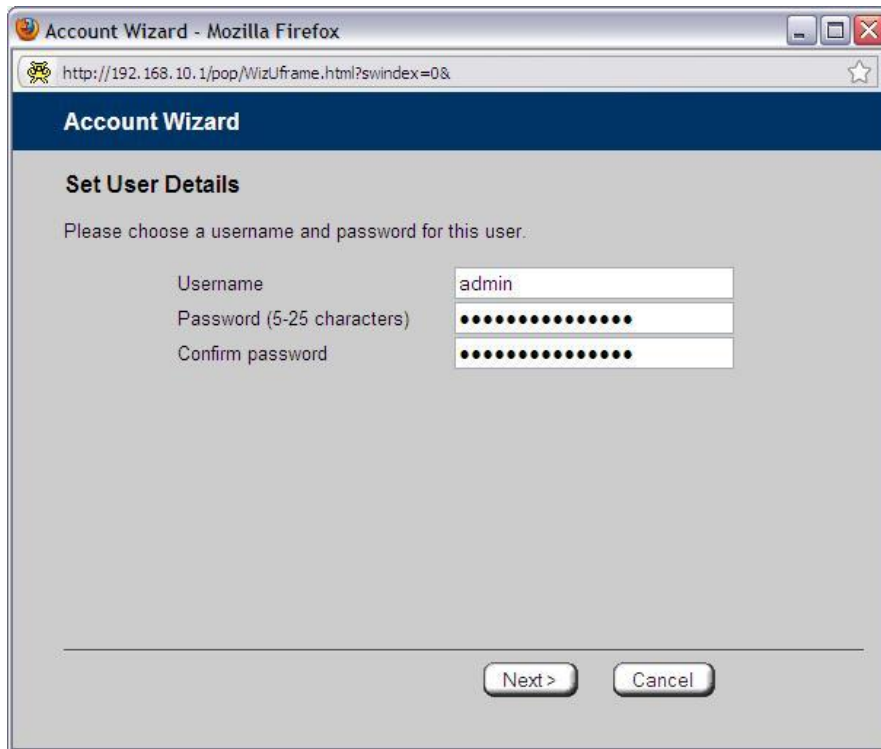 Account Wizard - Mozilla Firefox
http://192.168.10.1/pop/WizUframe.html?swindex=0&
Account Wizard
Set User Details
Please choose a username and password for this user.
Username admin
Password (5-25 characters) •••••••••••••••
Confirm password •••••••••••••••
Next > Cancel